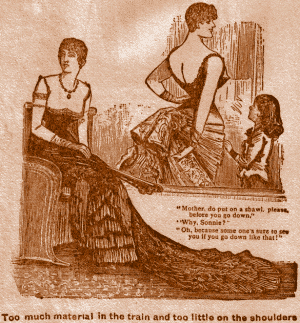 "Mother, do put on a shawl, please,
before you go down."
"Why, Sonnie?"
"Oh, because some one's sure to see
you if you go down like that!"
Too much material in the train and too little on the shoulders